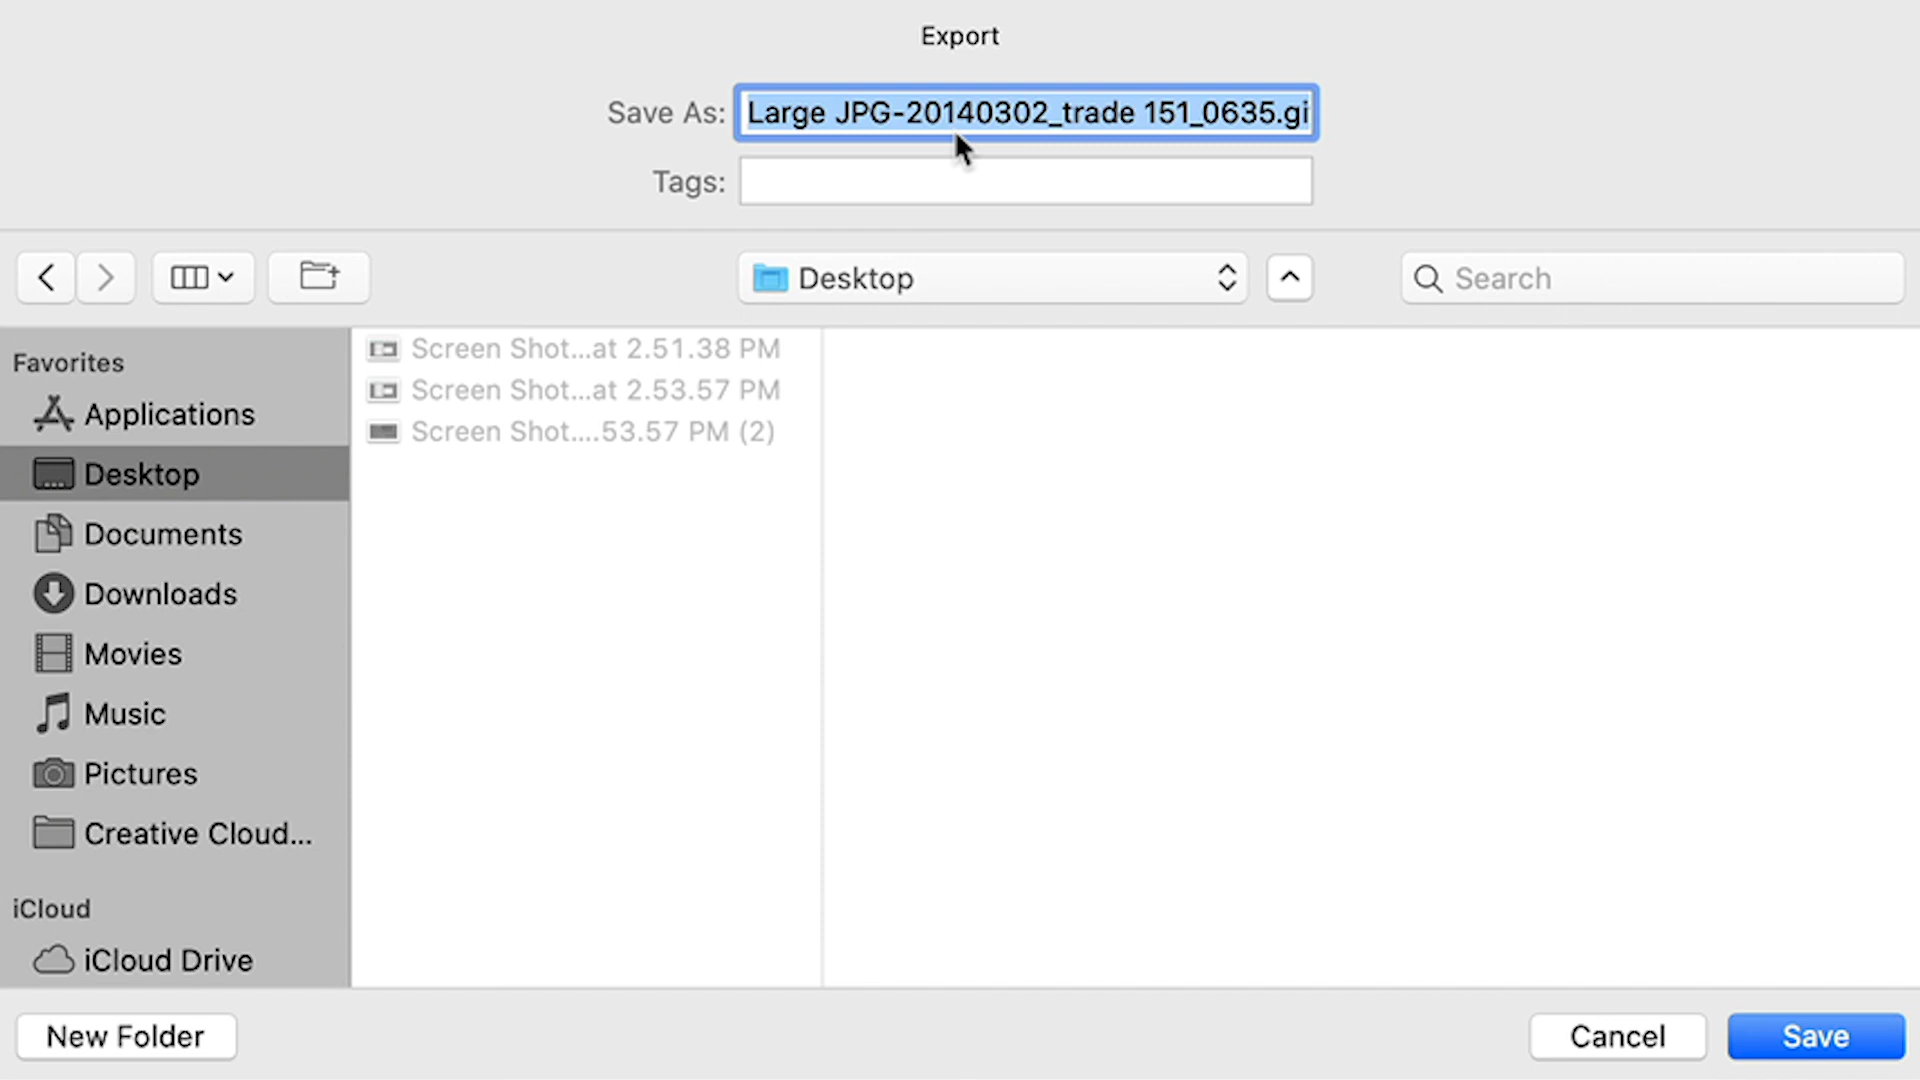 Export
Save As: Large JPG-20140302_trade 151_0635.gi
Tags:
Desktop
Search
Favorites
Applications
Desktop
Documents
Downloads
Movies
Music
Pictures
Creative Cloud...
iCloud
iCloud Drive
Screen Shot...at 2.51.38 PM
Screen Shot...at 2.53.57 PM
Screen Shot....53.57 PM (2)
New Folder
Cancel
Save